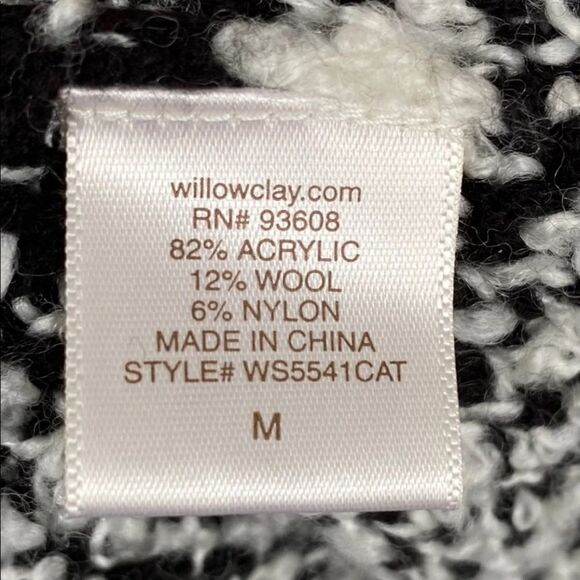 willowclay.com
RN# 93608
82% ACRYLIC
12% WOOL
6% NYLON
MADE IN CHINA
STYLE# WS5541CAT
M